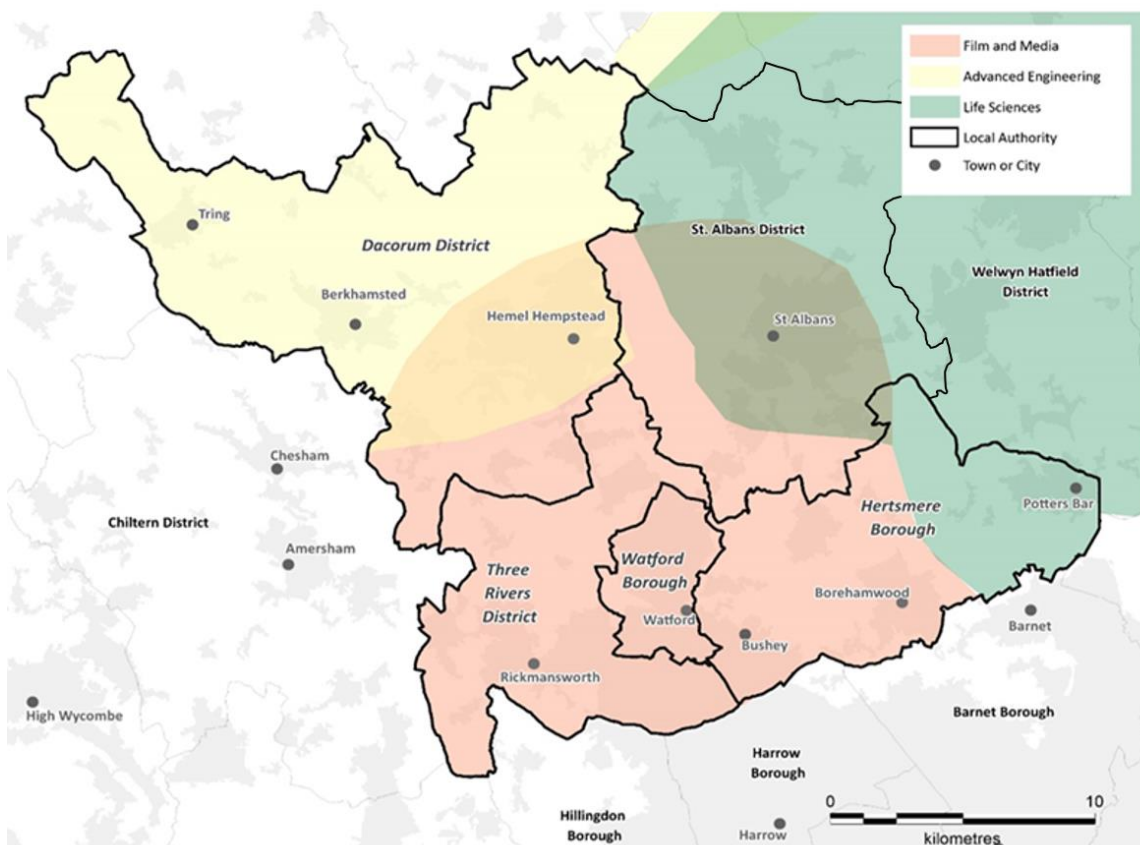 Film and Media
Advanced Engineering
Life Sciences
Local Authority
Town or City
Tring
Dacorum District
St. Albans District
Welwyn Hatfield
District
Berkhamsted
Hemel Hempstead
St Albans
Chesham
Chiltern District
Amersham
Potters Bar
Hertsmere
Borough
Three
Rivers
District
Watford
Borough
Watford
Borehamwood
Bushey
Barnet
Rickmansworth
High Wycombe
Barnet Borough
Harrow
Borough
Hillingdon
Borough
Harrow
0
10
kilometres